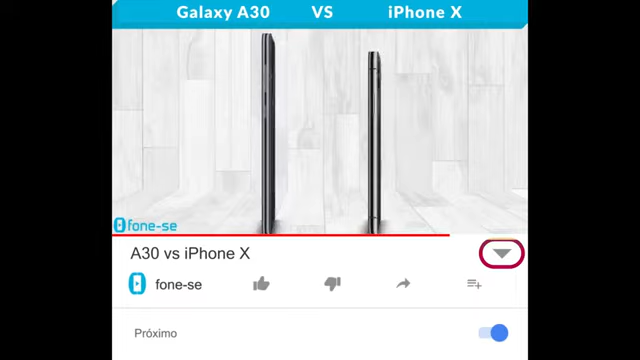 Galaxy A30 VS iPhone X
fone-se
A30 vs iPhone X
fone-se
Próximo